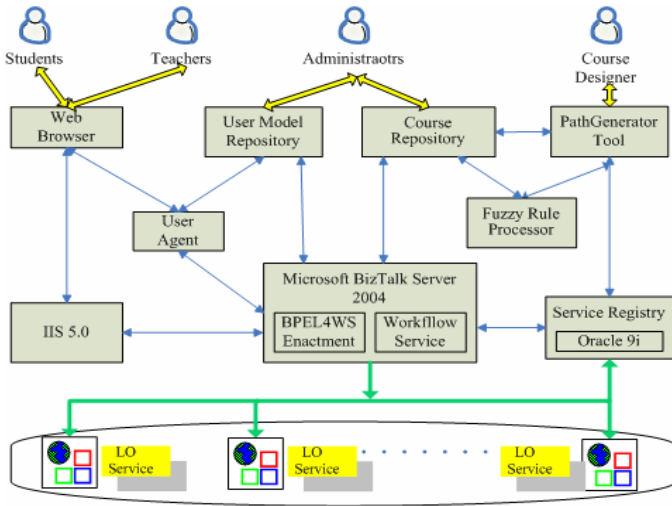 Students
Teachers
Administraotrs
Course
Designer
Web
Browser
User Model
Repository
Course
Repository
PathGenerator
Tool
User
Agent
Fuzzy Rule
Processor
Microsoft BizTalk Server
2004
BPEL4WS
Enactment
Workfllow
Service
IIS 5.0
Service Registry
Oracle 9i
LO
Service
LO
Service
LO
Service